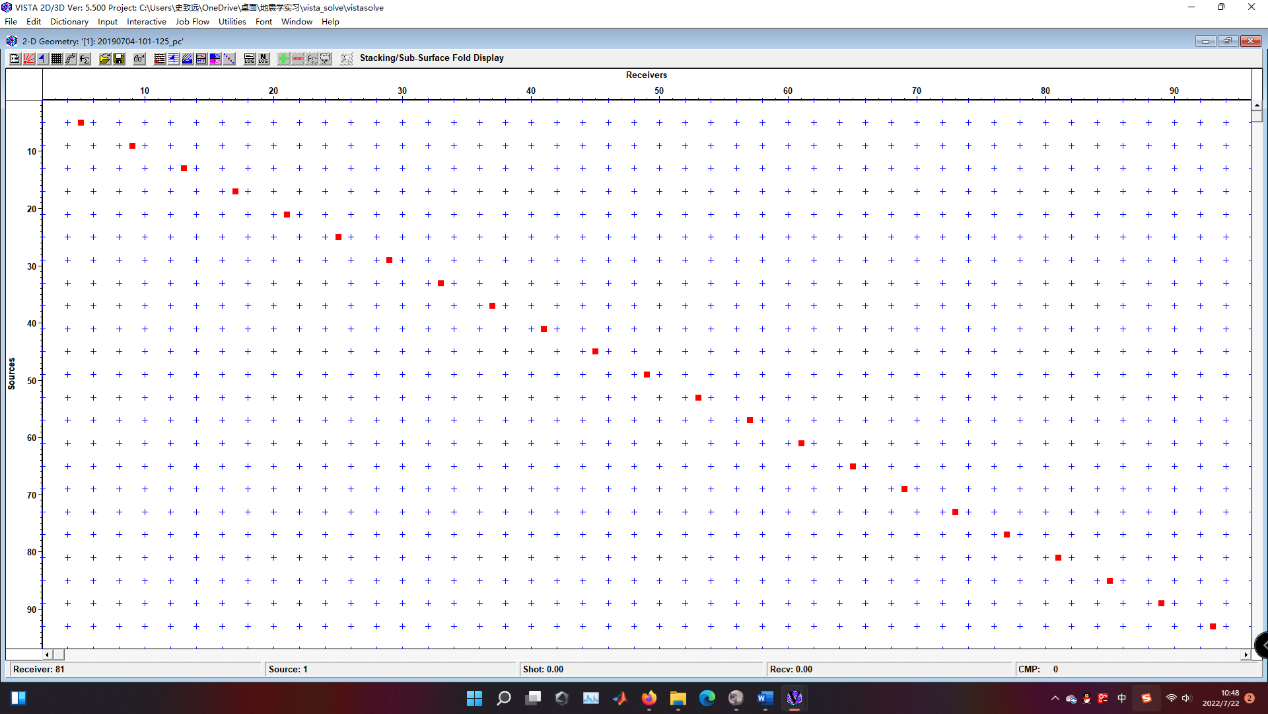 VISTA 2D/3D Ver: 5.500 Project: C:\Users\史致远\OneDrive\桌面\地震学实习\vista_solve\vistasolve
File Edit Dictionary Input Interactive Job Flow Utilities Font Window Help
2-D Geometry: '[1]: 20190704-101-125_pc'
Stacking/Sub-Surface Fold Display
Receivers
10 20 30 40 50 60 70 80 90
10
20
30
40
Sources
50
60
70
80
90
Receiver: 81 Source: 1 Shot: 0.00 Recv: 0.00 CMP: 0
中 10:48
2022/7/22 2